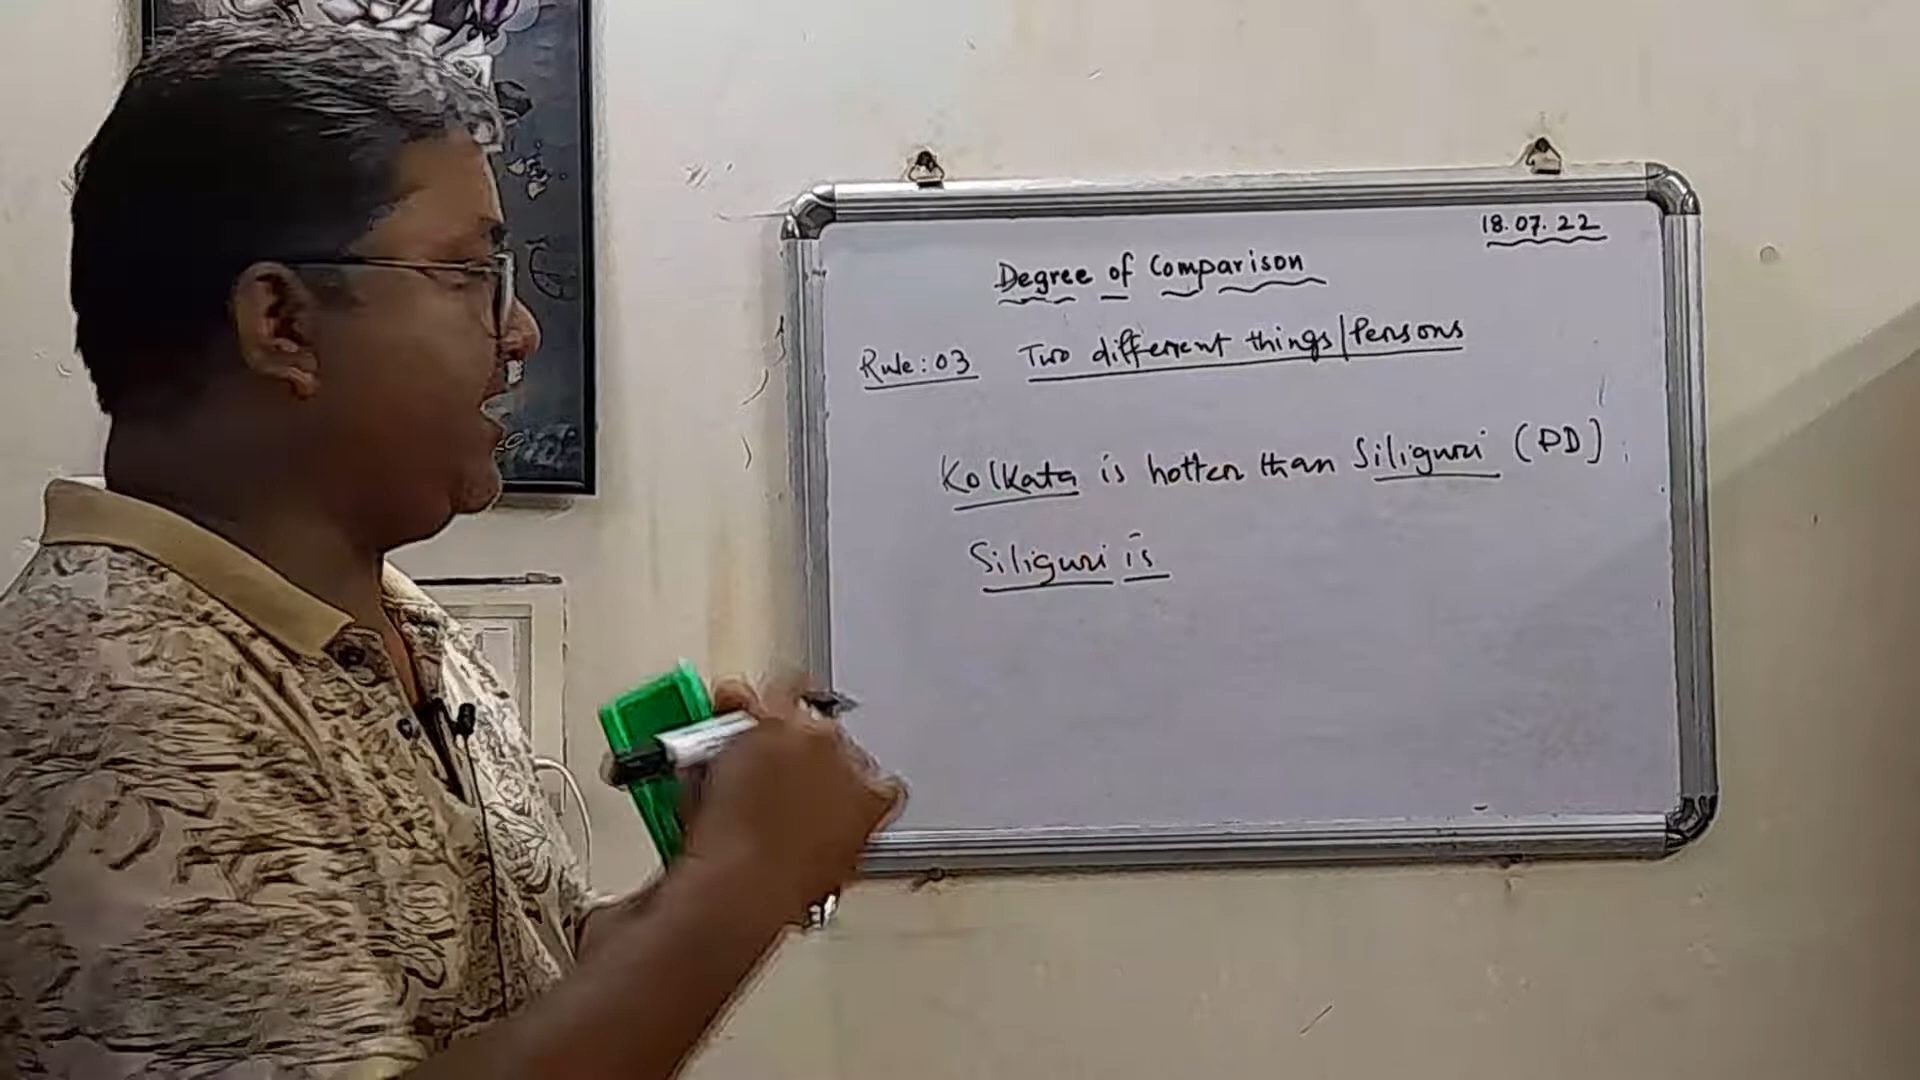 18.07.22
Degree of Comparison
Rule:03 Two different things/Persons
Kolkata is hotter than Siliguri (PD)
Siliguri is